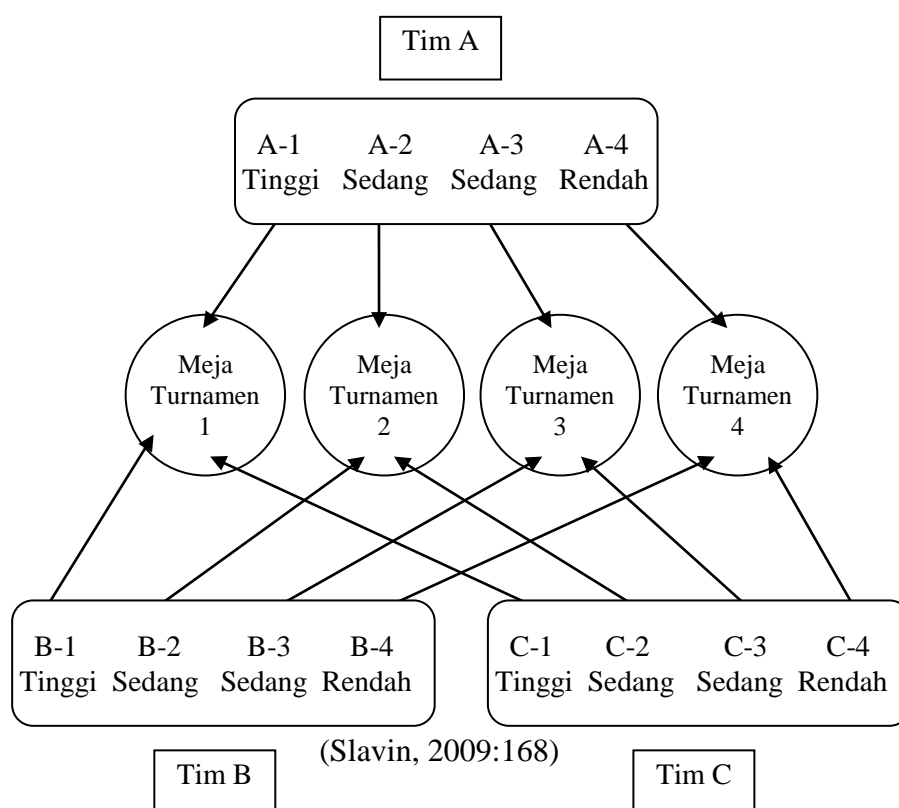 Tim A
A-1 A-2 A-3 A-4
Tinggi Sedang Sedang Rendah
Meja Turnamen 1
Meja Turnamen 2
Meja Turnamen 3
Meja Turnamen 4
B-1 B-2 B-3 B-4
Tinggi Sedang Sedang Rendah
C-1 C-2 C-3 C-4
Tinggi Sedang Sedang Rendah
(Slavin, 2009:168)
Tim B
Tim C